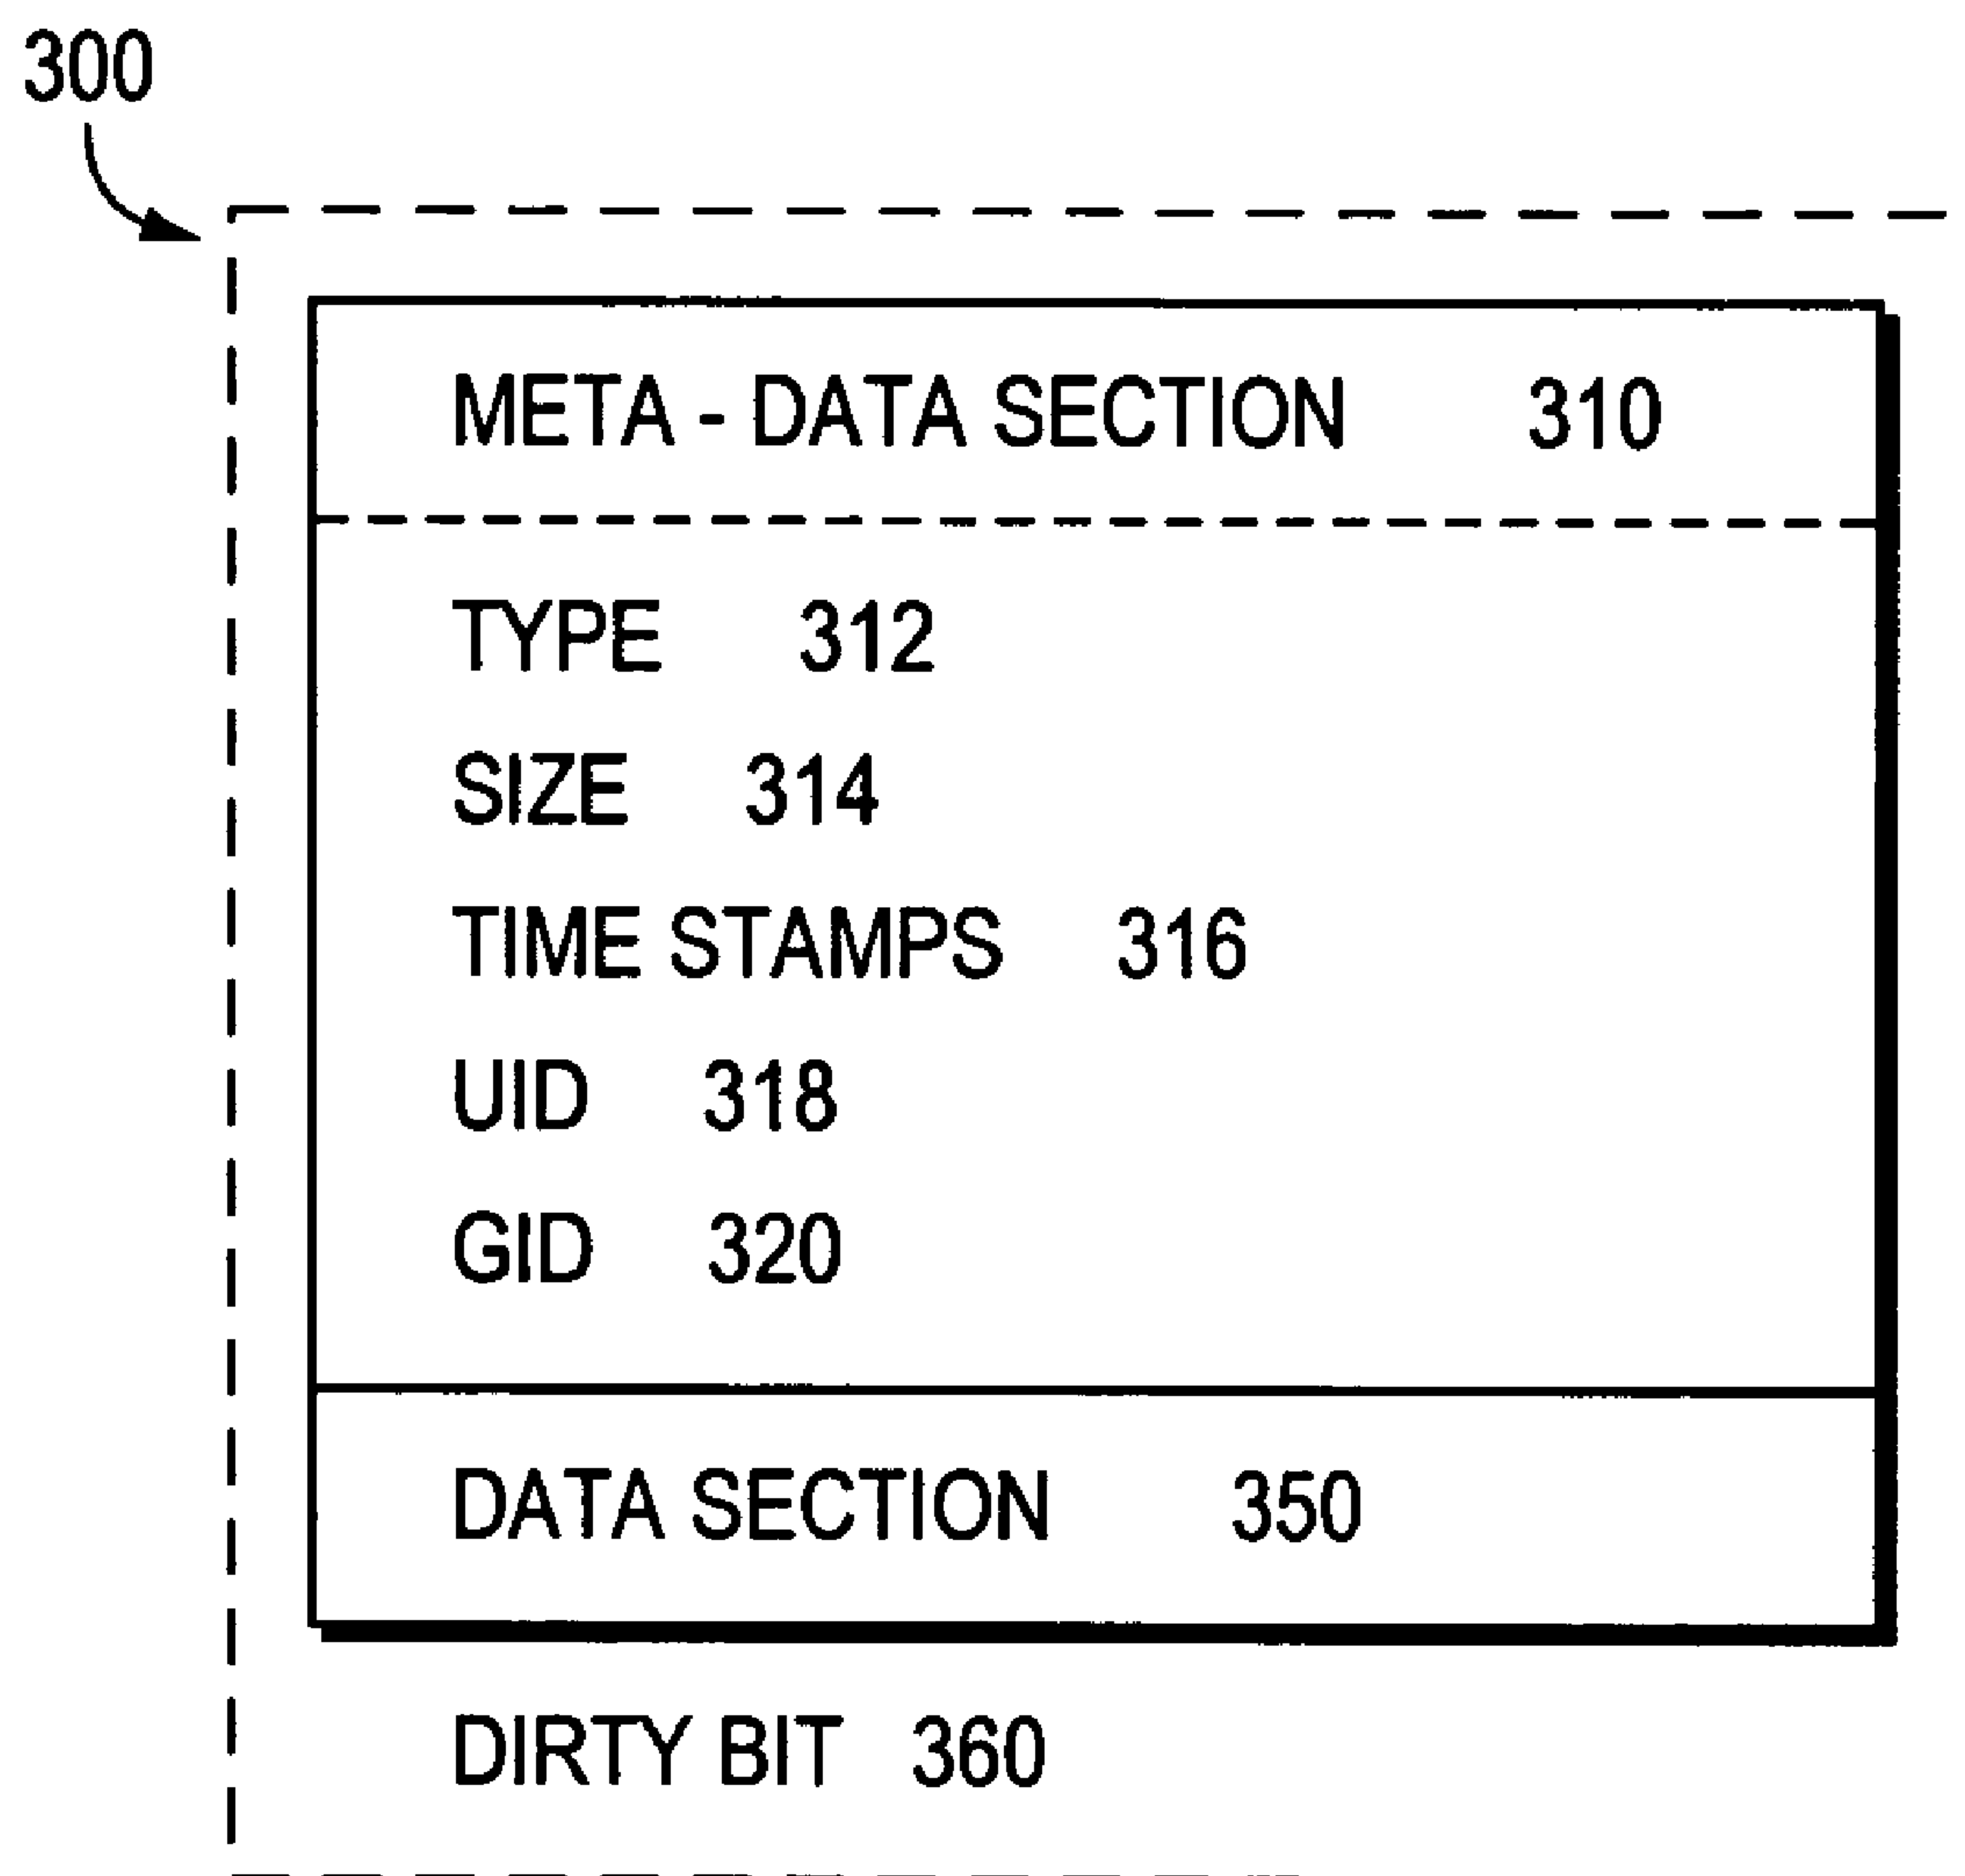 300
META - DATA SECTION 310
TYPE 312
SIZE 314
TIME STAMPS 316
UID 318
GID 320
DATA SECTION 350
DIRTY BIT 360